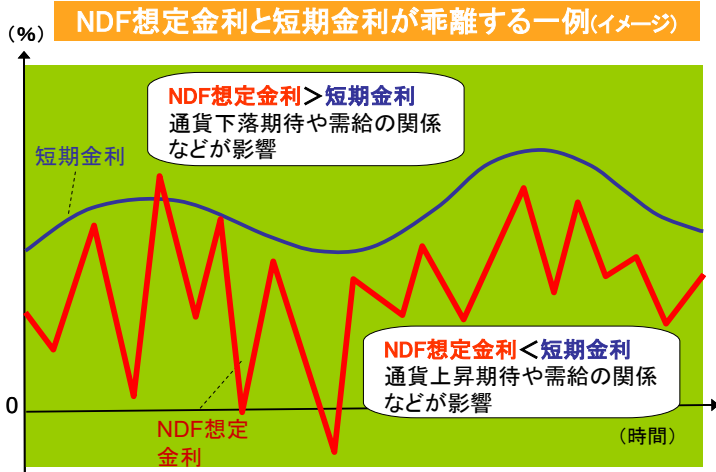 NDF想定金利と短期金利が乖離する一例(イメージ)
(%)
NDF想定金利>短期金利
通貨下落期待や需給の関係
などが影響
短期金利
NDF想定金利<短期金利
通貨上昇期待や需給の関係
などが影響
0
NDF想定
金利
(時間)